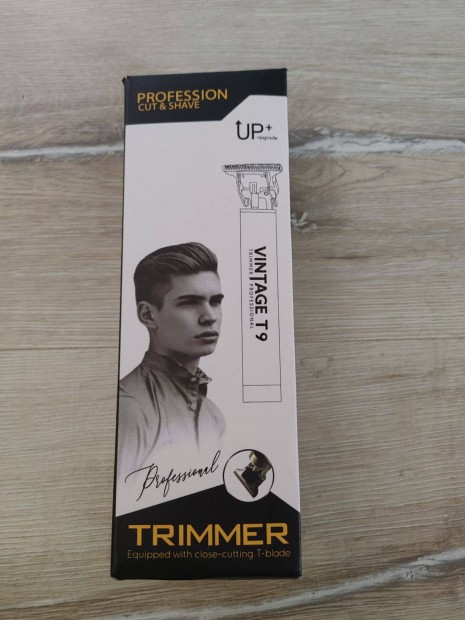 PROFESSION
CUT & SHAVE
UP+
upgrade
VINTAGE T9
TRIMMER PROFESSIONAL
Professional
TRIMMER
Equipped with close-cutting T-blade